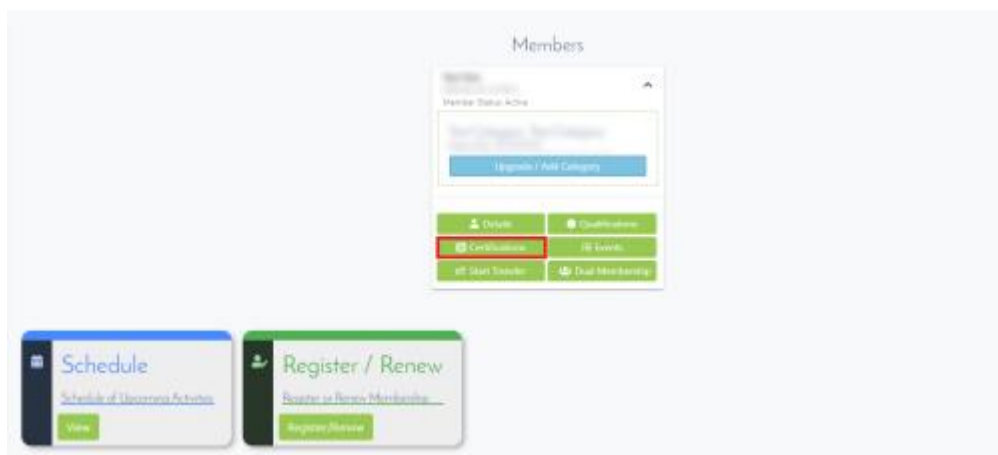 Members
Member Status: Active
Upgrade / Add Category
Details
Qualifications
Certifications
Events
Start Transfer
Dual Membership
Schedule
Schedule of Upcoming Activities
View
Register / Renew
Register or Renew Membership
Register/Renew